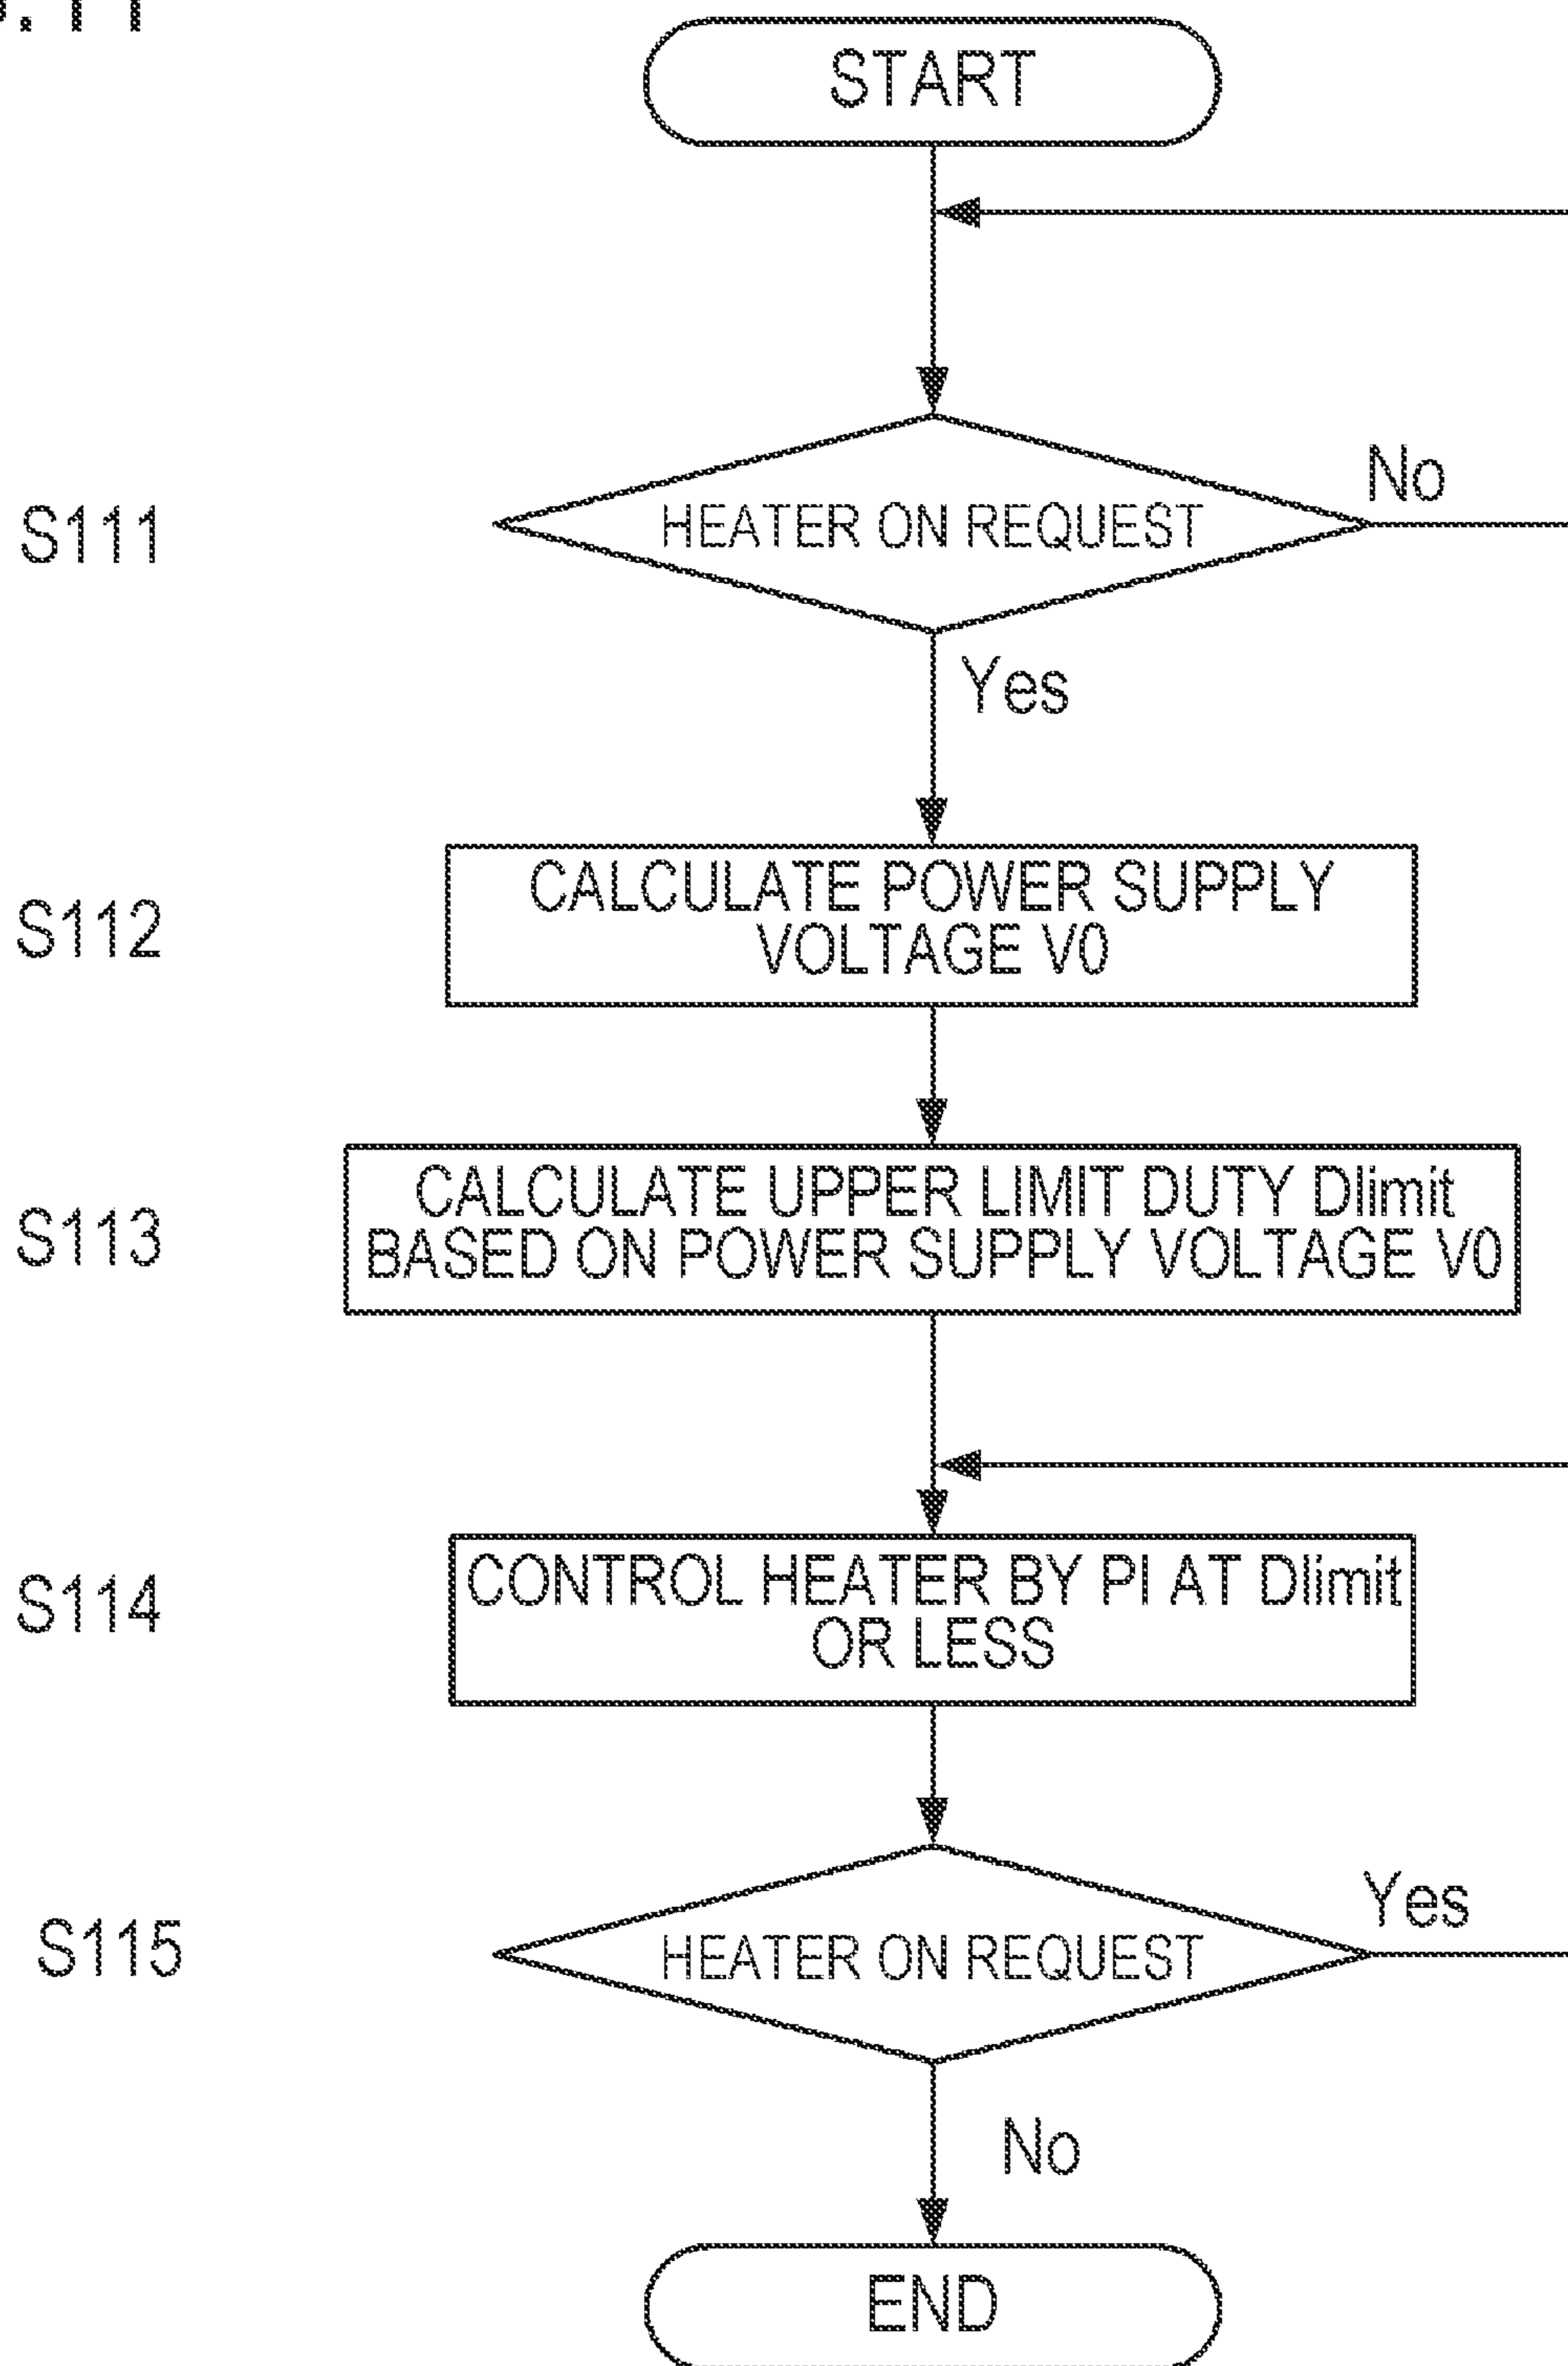 START
No
S111
HEATER ON REQUEST
Yes
S112
CALCULATE POWER SUPPLY
VOLTAGE V0
S113
CALCULATE UPPER LIMIT DUTY Dlimit
BASED ON POWER SUPPLY VOLTAGE V0
S114
CONTROL HEATER BY PI AT Dlimit
OR LESS
Yes
S115
HEATER ON REQUEST
No
END